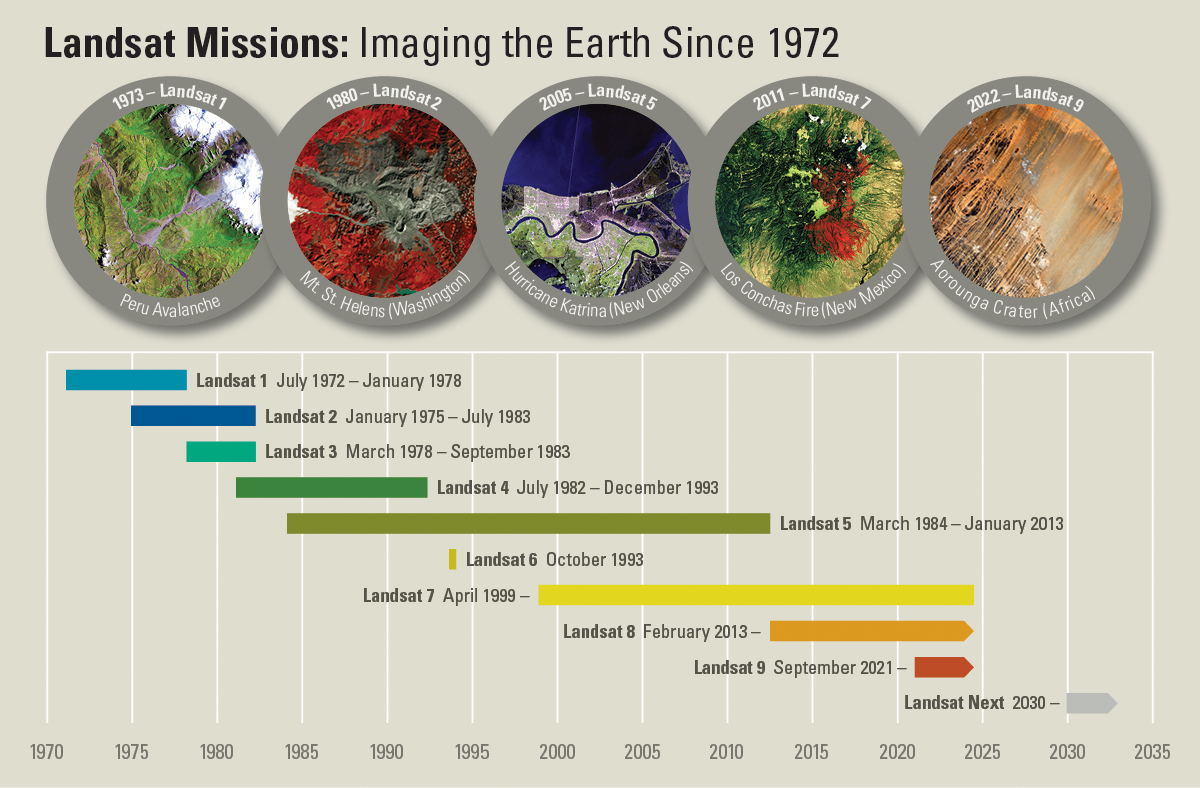 Landsat Missions: Imaging the Earth Since 1972
1973 – Landsat 1
Peru Avalanche
1980 – Landsat 2
Mt. St. Helens (Washington)
2005 – Landsat 5
Hurricane Katrina (New Orleans)
2011 – Landsat 7
Los Conchas Fire (New Mexico)
2022 – Landsat 9
Aorounga Crater (Africa)
Landsat 1 July 1972 – January 1978
Landsat 2 January 1975 – July 1983
Landsat 3 March 1978 – September 1983
Landsat 4 July 1982 – December 1993
Landsat 5 March 1984 – January 2013
Landsat 6 October 1993
Landsat 7 April 1999 –
Landsat 8 February 2013 –
Landsat 9 September 2021 –
Landsat Next 2030 –
1970 1975 1980 1985 1990 1995 2000 2005 2010 2015 2020 2025 2030 2035